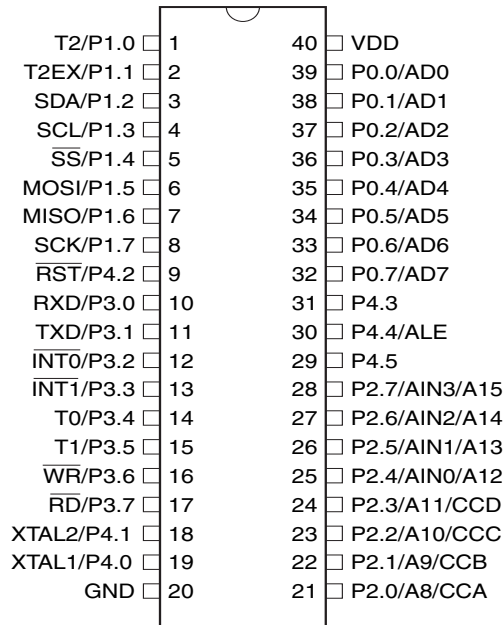 T2/P1.0 1 40 VDD
T2EX/P1.1 2 39 P0.0/AD0
SDA/P1.2 3 38 P0.1/AD1
SCL/P1.3 4 37 P0.2/AD2
S̅S̅/P1.4 5 36 P0.3/AD3
MOSI/P1.5 6 35 P0.4/AD4
MISO/P1.6 7 34 P0.5/AD5
SCK/P1.7 8 33 P0.6/AD6
R̅S̅T̅/P4.2 9 32 P0.7/AD7
RXD/P3.0 10 31 P4.3
TXD/P3.1 11 30 P4.4/ALE
I̅N̅T̅0̅/P3.2 12 29 P4.5
I̅N̅T̅1̅/P3.3 13 28 P2.7/AIN3/A15
T0/P3.4 14 27 P2.6/AIN2/A14
T1/P3.5 15 26 P2.5/AIN1/A13
W̅R̅/P3.6 16 25 P2.4/AIN0/A12
R̅D̅/P3.7 17 24 P2.3/A11/CCD
XTAL2/P4.1 18 23 P2.2/A10/CCC
XTAL1/P4.0 19 22 P2.1/A9/CCB
GND 20 21 P2.0/A8/CCA